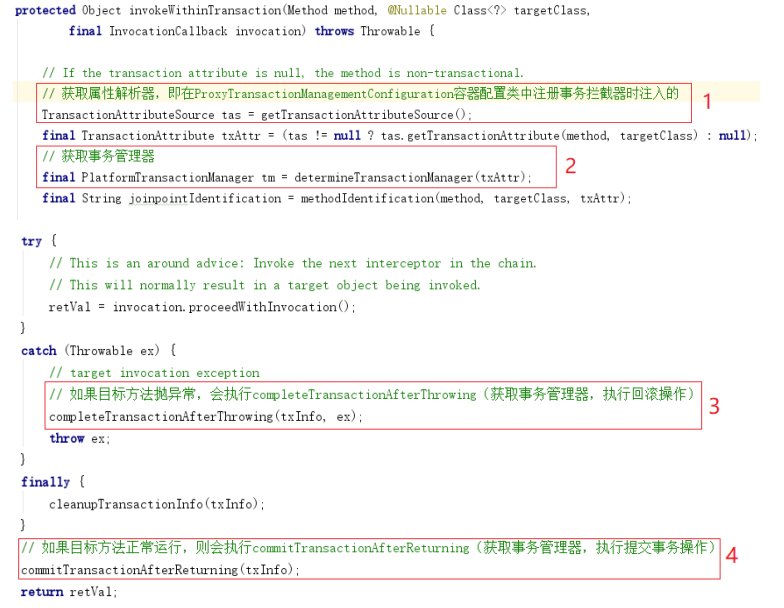 protected Object invokeWithinTransaction(Method method, @Nullable Class<?> targetClass,
final InvocationCallback invocation) throws Throwable {
// If the transaction attribute is null, the method is non-transactional.
// 获取属性解析器，即在ProxyTransactionManagementConfiguration容器配置类中注册事务拦截器时注入的
1
TransactionAttributeSource tas = getTransactionAttributeSource();
final TransactionAttribute txAttr = (tas != null ? tas.getTransactionAttribute(method, targetClass) : null);
// 获取事务管理器
2
final PlatformTransactionManager tm = determineTransactionManager(txAttr);
final String joinpointIdentification = methodIdentification(method, targetClass, txAttr);
try {
// This is an around advice: Invoke the next interceptor in the chain.
// This will normally result in a target object being invoked.
retVal = invocation.proceedWithInvocation();
}
catch (Throwable ex) {
// target invocation exception
// 如果目标方法抛异常，会执行completeTransactionAfterThrowing（获取事务管理器，执行回滚操作）
3
completeTransactionAfterThrowing(txInfo, ex);
throw ex;
}
finally {
cleanupTransactionInfo(txInfo);
}
// 如果目标方法正常运行，则会执行commitTransactionAfterReturning（获取事务管理器，执行提交事务操作）
4
commitTransactionAfterReturning(txInfo);
return retVal;